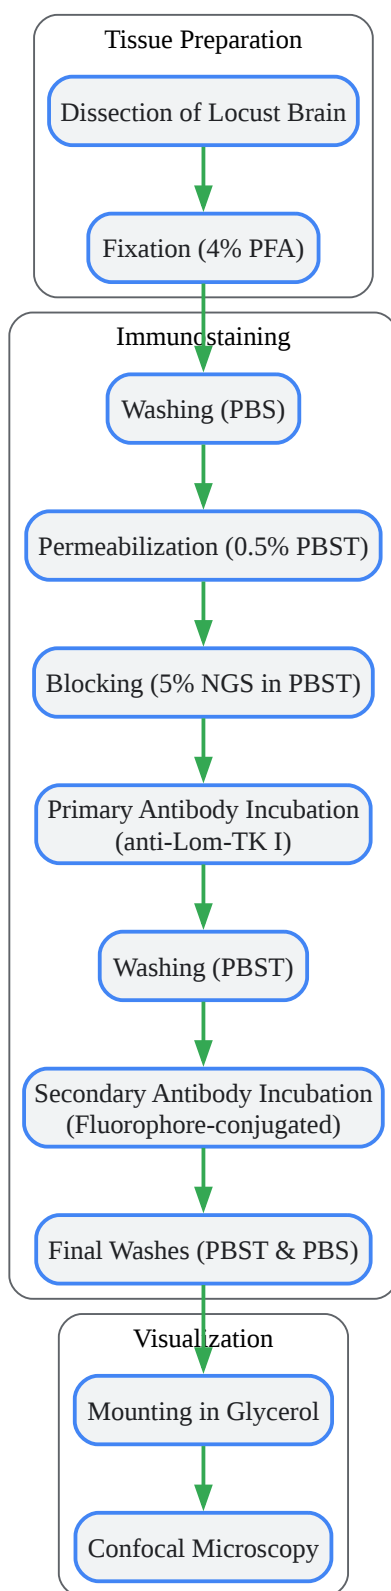 Tissue Preparation
Dissection of Locust Brain
Fixation (4% PFA)
Immunostaining
Washing (PBS)
Permeabilization (0.5% PBST)
Blocking (5% NGS in PBST)
Primary Antibody Incubation
(anti-Lom-TK I)
Washing (PBST)
Secondary Antibody Incubation
(Fluorophore-conjugated)
Final Washes (PBST & PBS)
Visualization
Mounting in Glycerol
Confocal Microscopy